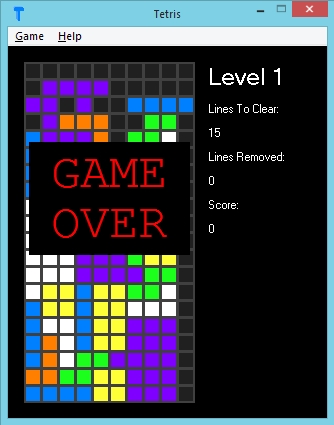 Tetris
Game Help
Level 1
Lines To Clear:
15
Lines Removed:
0
Score:
0
GAME
OVER